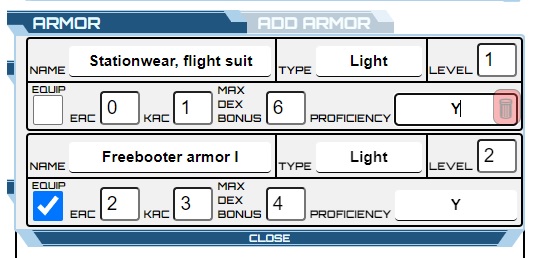 ARMOR ADD ARMOR
NAME Stationwear, flight suit TYPE Light LEVEL 1
EQUIP EAC 0 KAC 1 MAX DEX BONUS 6 PROFICIENCY Y
NAME Freebooter armor I TYPE Light LEVEL 2
EQUIP EAC 2 KAC 3 MAX DEX BONUS 4 PROFICIENCY Y
CLOSE